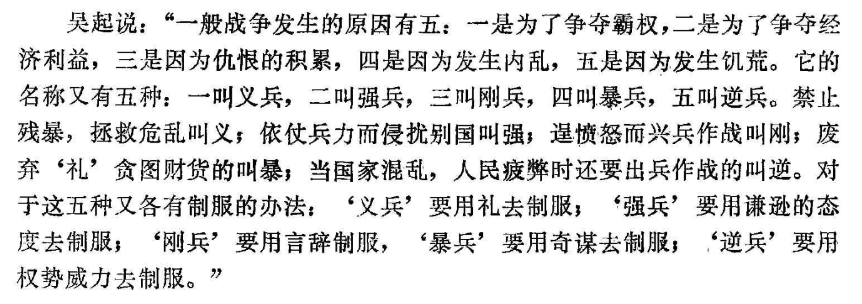 吴起说：“一般战争发生的原因有五：一是为了争夺霸权，二是为了争夺经
济利益，三是因为仇恨的积累，四是因为发生内乱，五是因为发生饥荒。它的
名称又有五种：一叫义兵，二叫强兵，三叫刚兵，四叫暴兵，五叫逆兵。禁止
残暴，拯救危乱叫义；依仗兵力而侵扰别国叫强；逞愤怒而兴兵作战叫刚；废
弃‘礼’贪图财货的叫暴；当国家混乱，人民疲弊时还要出兵作战的叫逆。对
于这五种又各有制服的办法：‘义兵’要用礼去制服；‘强兵’要用谦逊的态
度去制服；‘刚兵’要用言辞制服，‘暴兵’要用奇谋去制服；‘逆兵’要用
权势威力去制服。”